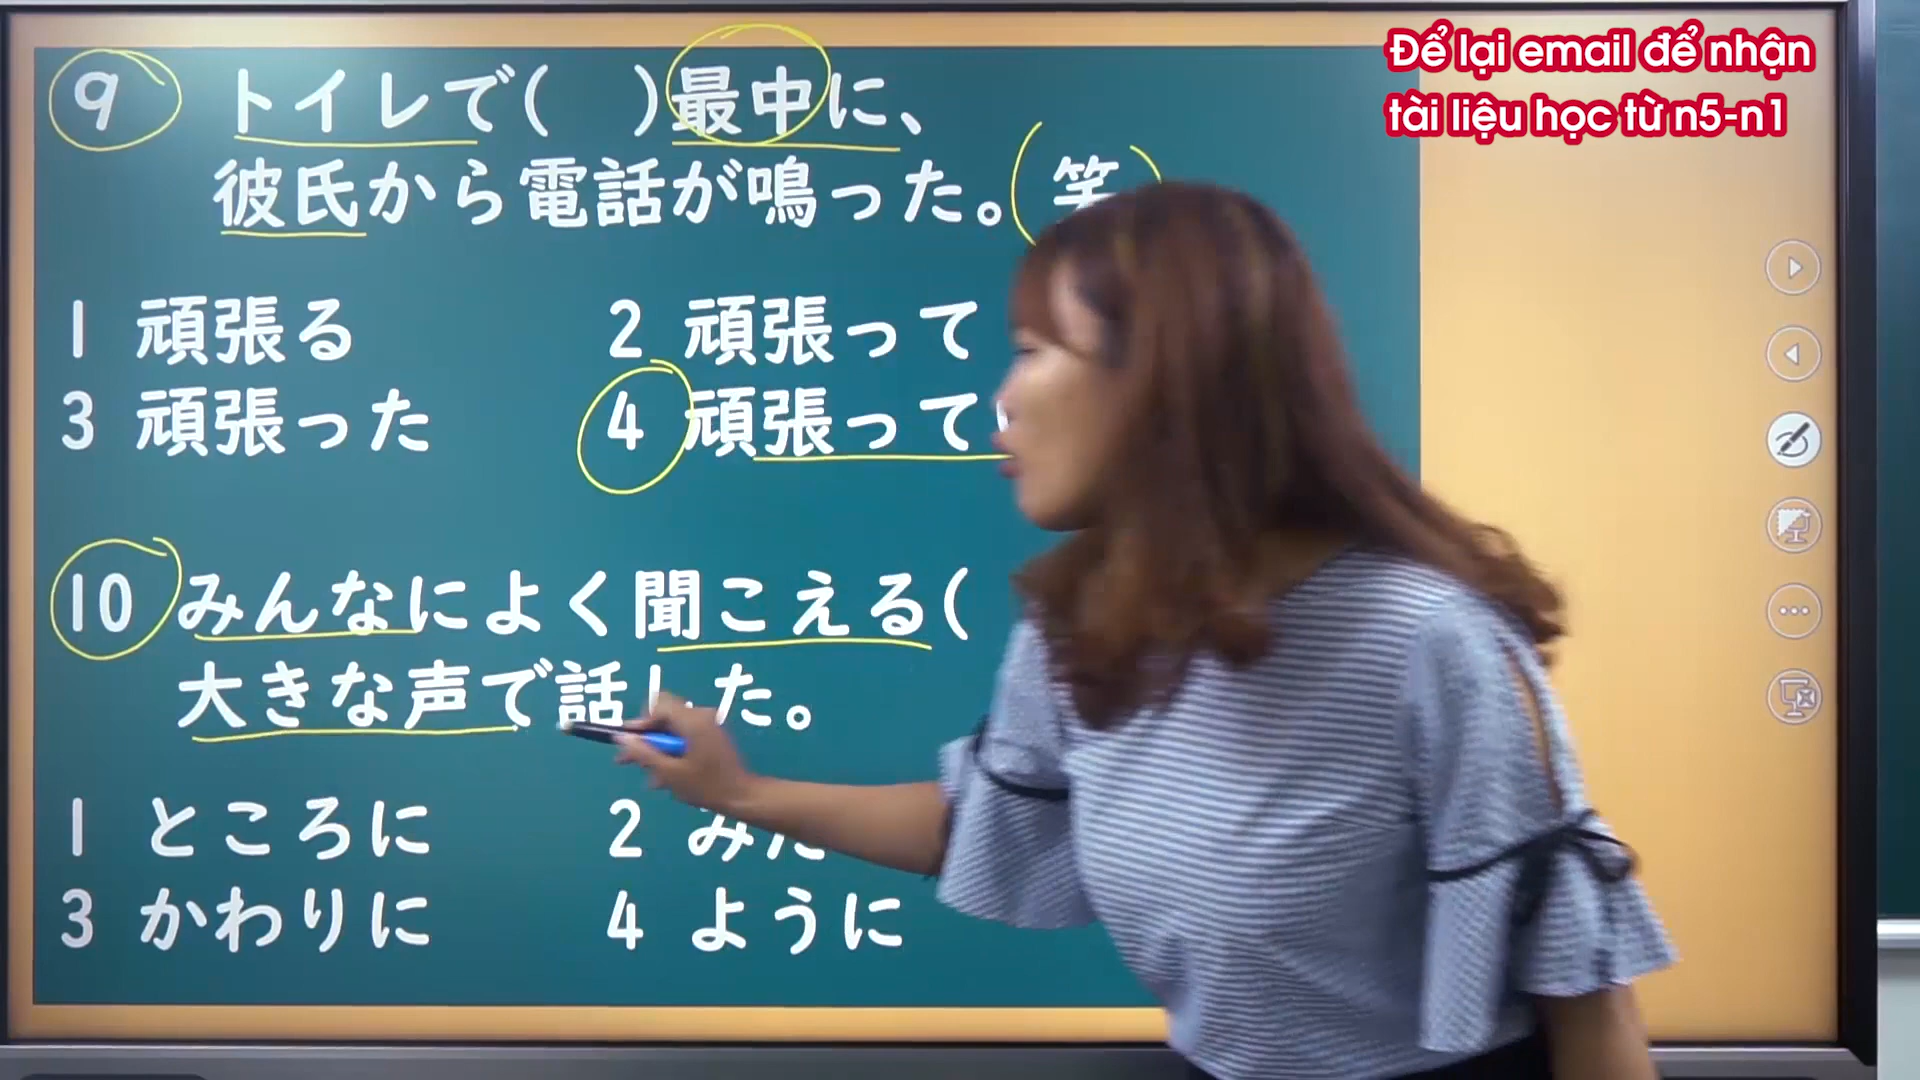 Để lại email để nhận
tài liệu học từ n5-n1
9 トイレで( )最中に、
彼氏から電話が鳴った。(笑
1 頑張る
2 頑張って
3 頑張った
4 頑張って
10 みんなによく聞こえる(
大きな声で話した。
1 ところに
2 みた
3 かわりに
4 ように